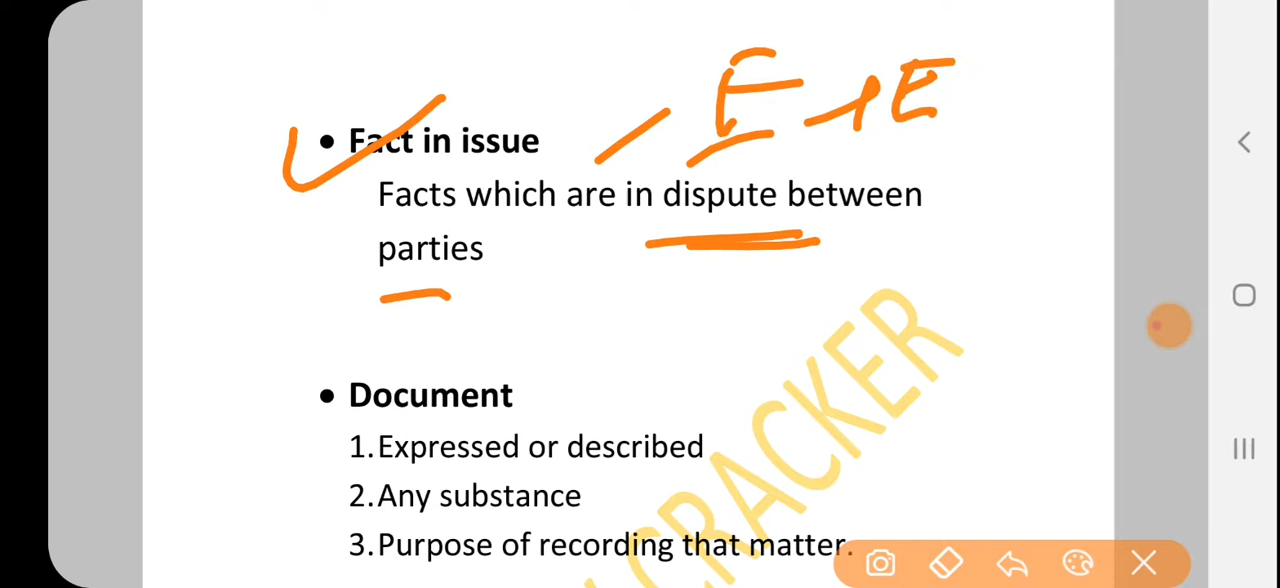 E + E
• Fact in issue
Facts which are in dispute between
parties
• Document
1. Expressed or described
2. Any substance
3. Purpose of recording that matter.
CRACKER